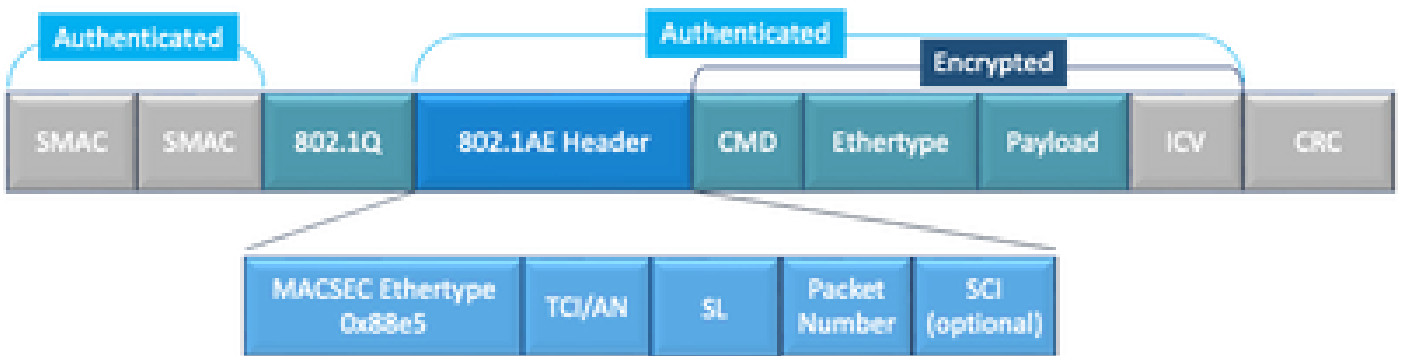 Authenticated
Authenticated
Encrypted
SMAC
SMAC
802.1Q
802.1AE Header
CMD
Ethertype
Payload
ICV
CRC
MACSEC Ethertype
0x88e5
TCI/AN
SL
Packet
Number
SCI
(optional)